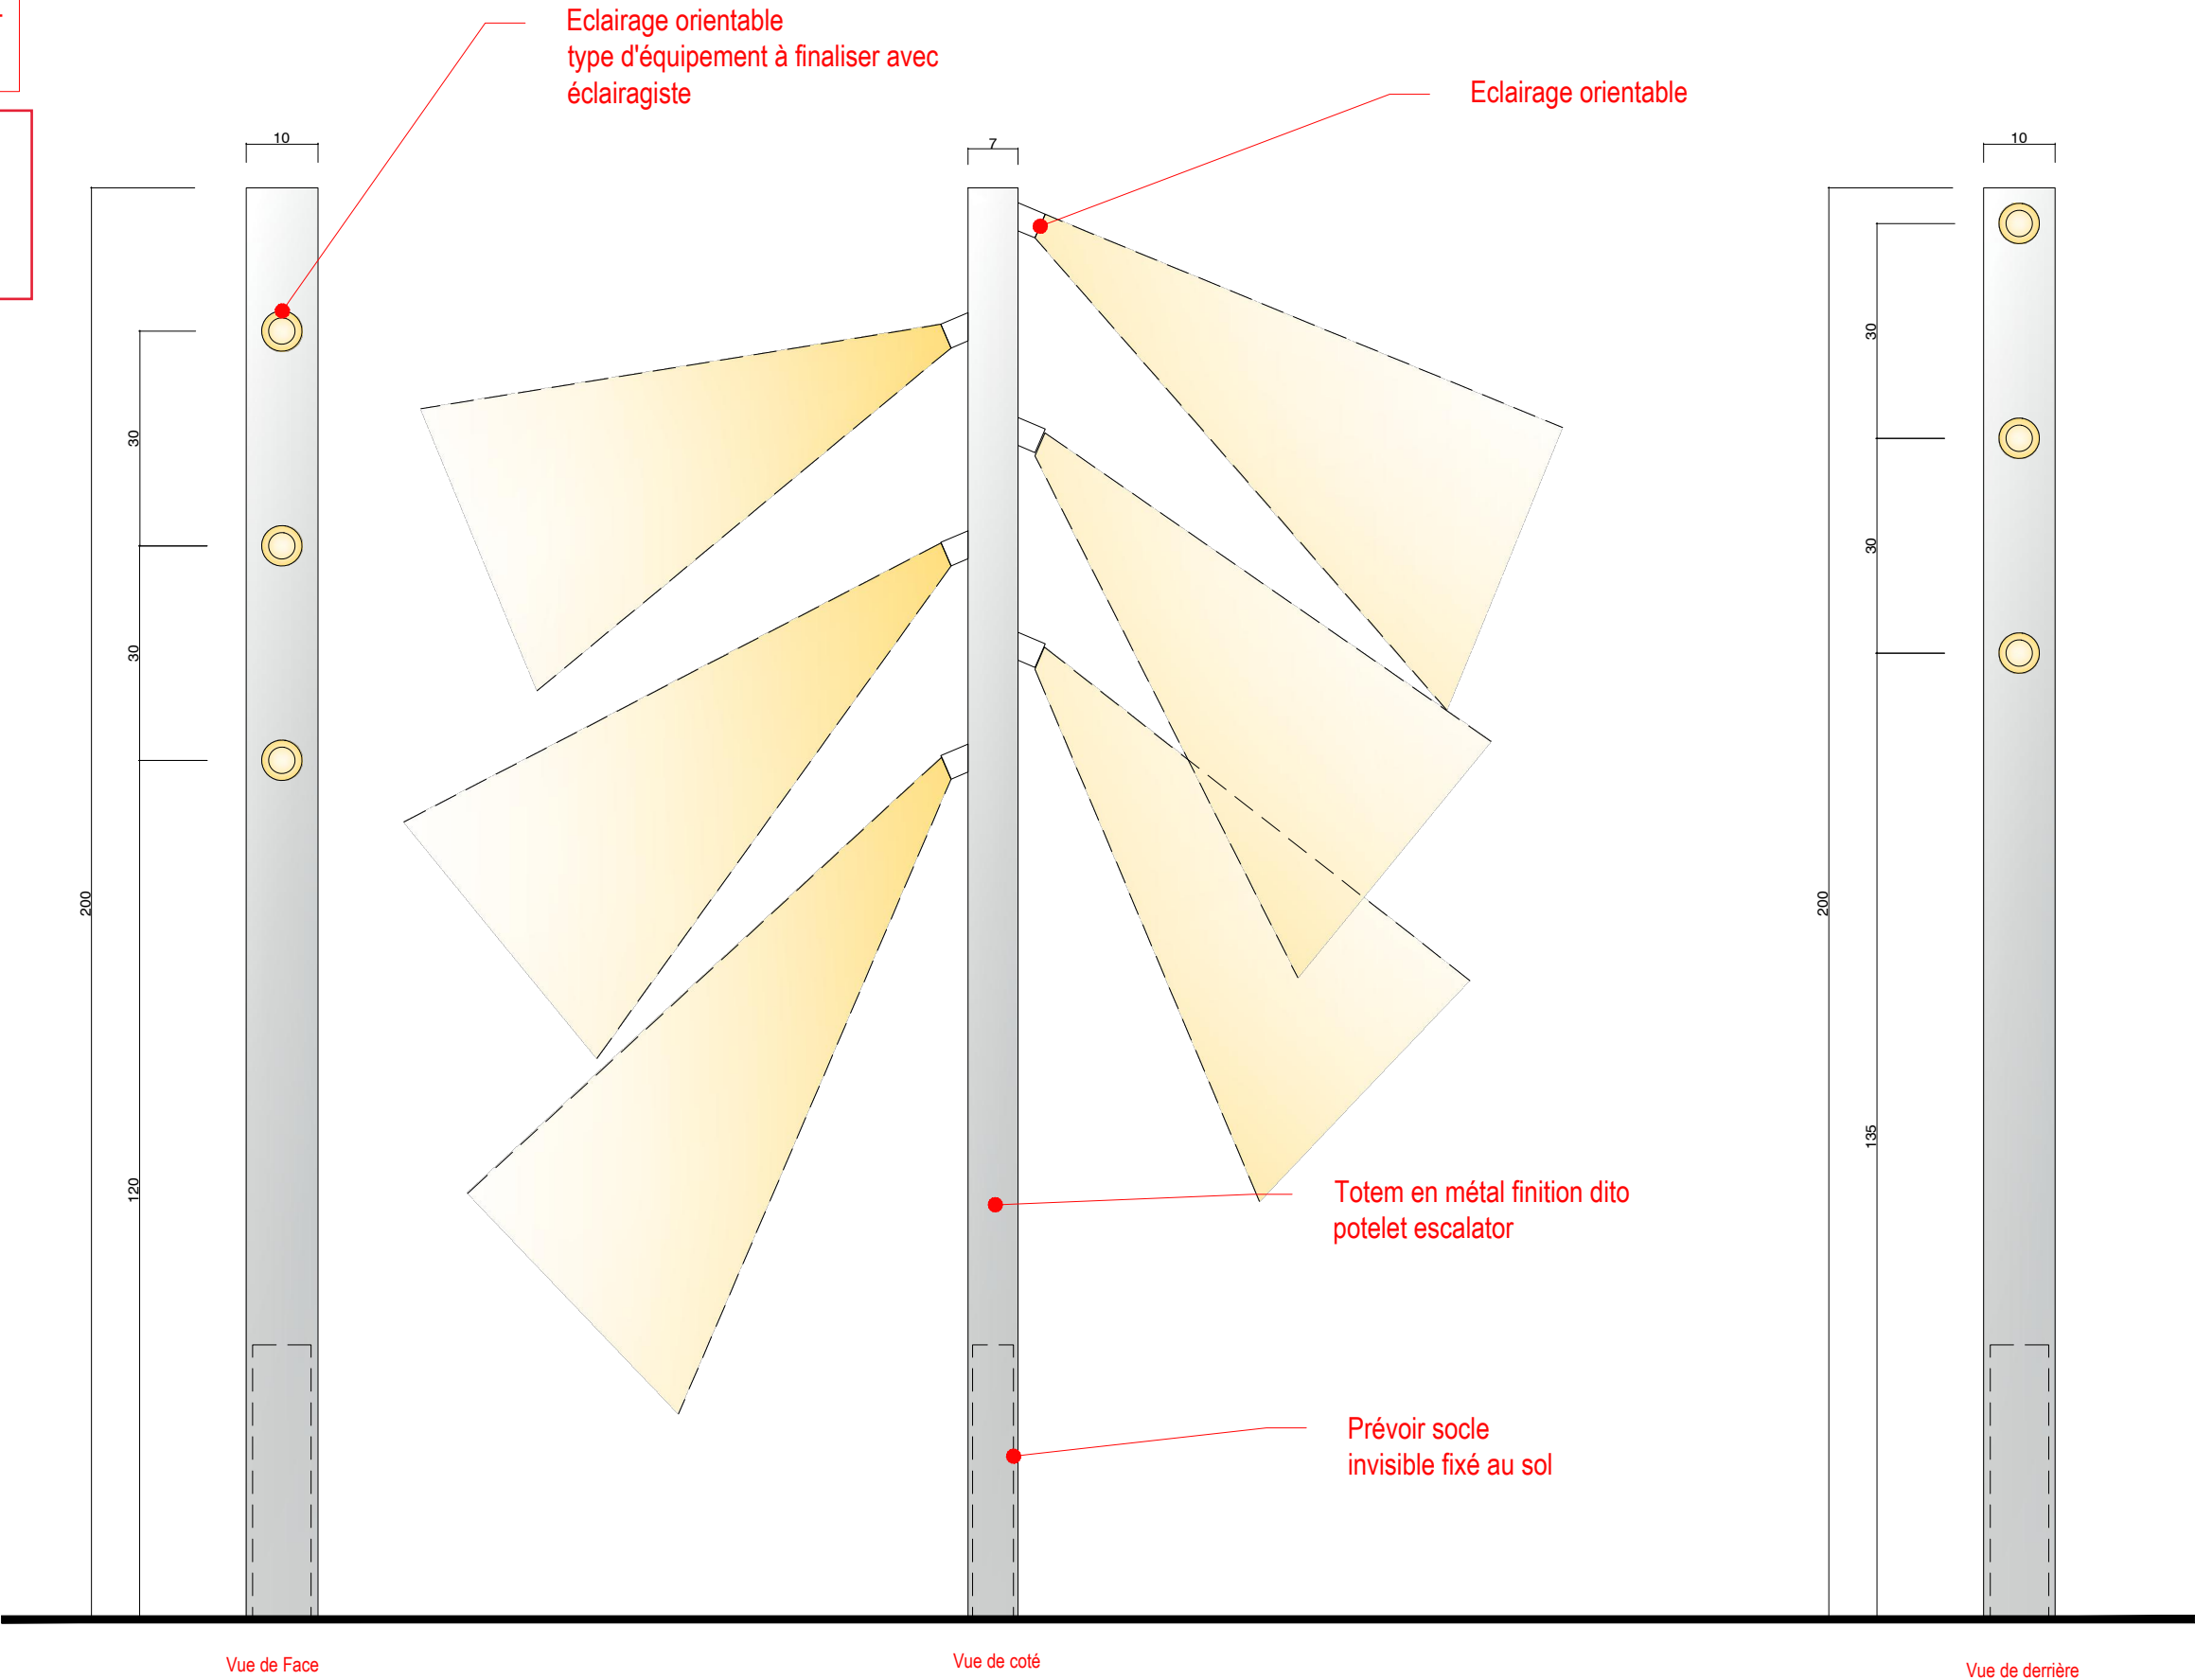 Eclairage orientable
type d'équipement à finaliser avec
éclairagiste
Eclairage orientable
10
7
10
30
30
200
120
30
30
200
135
Totem en métal finition dito
potelet escalator
Prévoir socle
invisible fixé au sol
Vue de Face
Vue de coté
Vue de derrière